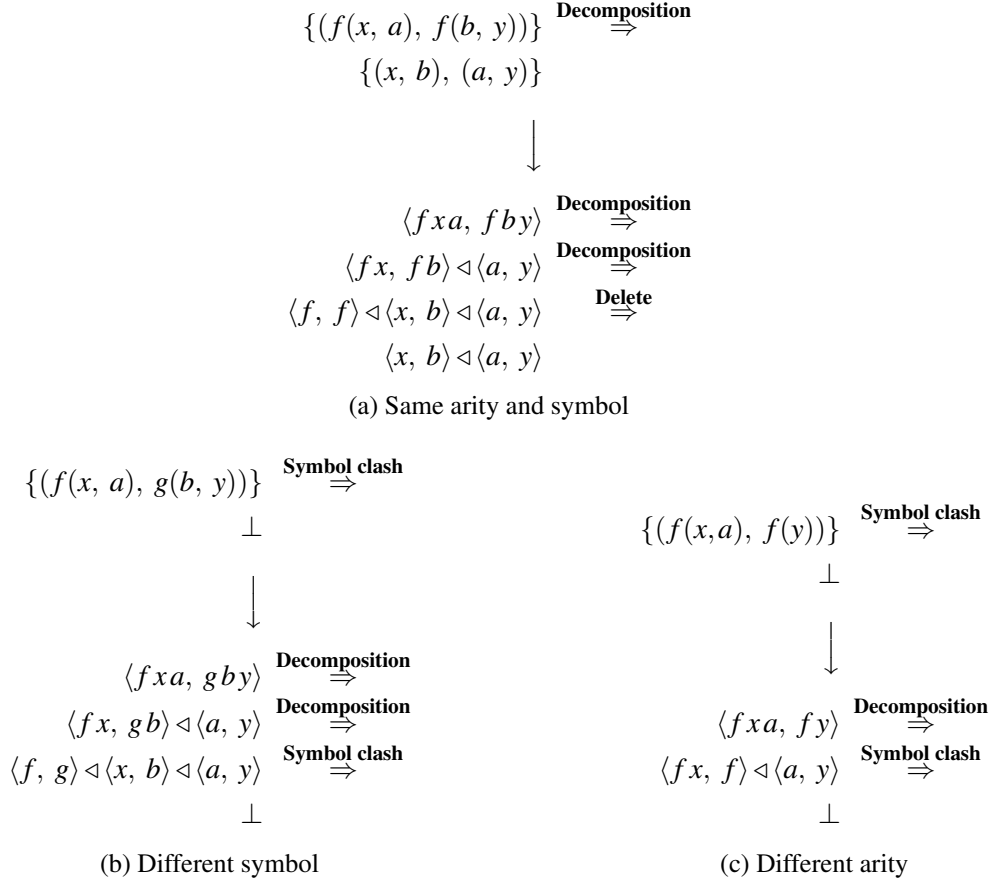 {(f(x, a), f(b, y))} Decomposition ⇒
{(x, b), (a, y)}
↓
⟨f x a, f b y⟩ Decomposition ⇒
⟨f x, f b⟩ ◁ ⟨a, y⟩ Decomposition ⇒
⟨f, f⟩ ◁ ⟨x, b⟩ ◁ ⟨a, y⟩ Delete ⇒
⟨x, b⟩ ◁ ⟨a, y⟩
(a) Same arity and symbol
{(f(x, a), g(b, y))} Symbol clash ⇒
⊥
↓
⟨f x a, g b y⟩ Decomposition ⇒
⟨f x, g b⟩ ◁ ⟨a, y⟩ Decomposition ⇒
⟨f, g⟩ ◁ ⟨x, b⟩ ◁ ⟨a, y⟩ Symbol clash ⇒
⊥
(b) Different symbol
{(f(x,a), f(y))} Symbol clash ⇒
⊥
↓
⟨f x a, f y⟩ Decomposition ⇒
⟨f x, f⟩ ◁ ⟨a, y⟩ Symbol clash ⇒
⊥
(c) Different arity